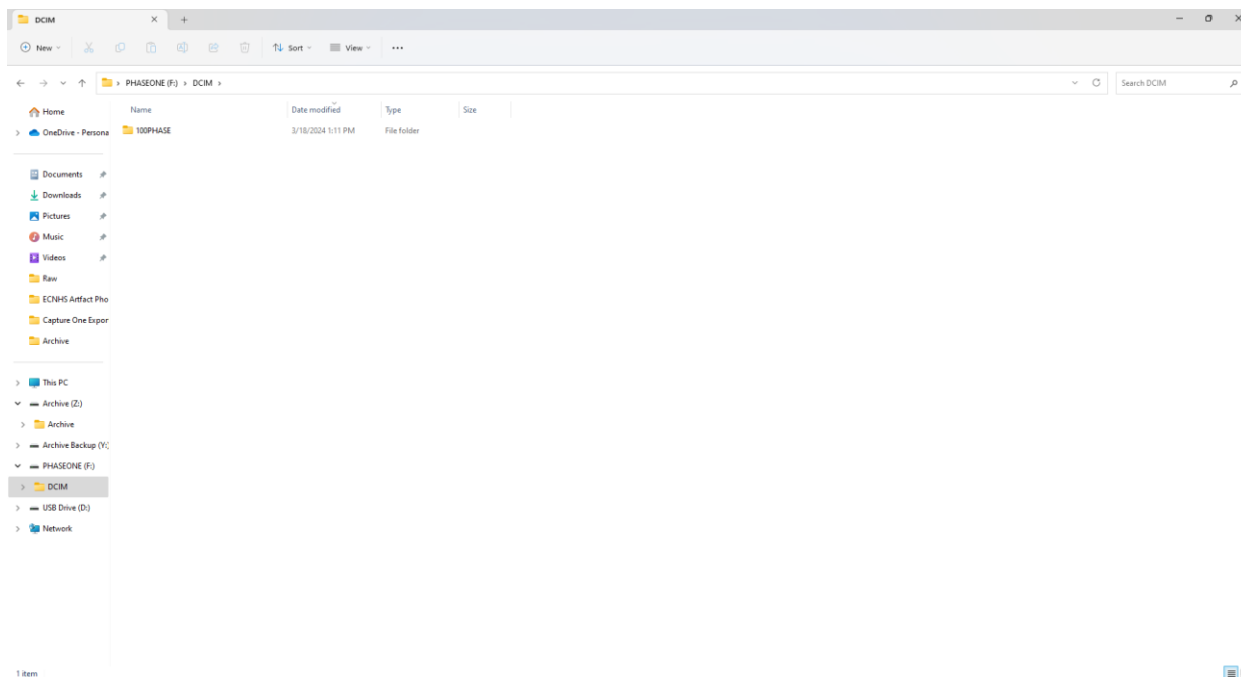 DCIM
New
Sort
View
PHASEONE (F:) > DCIM >
Search DCIM
Home
OneDrive - Persona
Documents
Downloads
Pictures
Music
Videos
Raw
ECNHS Artfact Pho
Capture One Expor
Archive
This PC
Archive (Z:)
Archive
Archive Backup (Y:)
PHASEONE (F:)
DCIM
USB Drive (D:)
Network
Name Date modified Type Size
100PHASE 3/18/2024 1:11 PM File folder
1 item